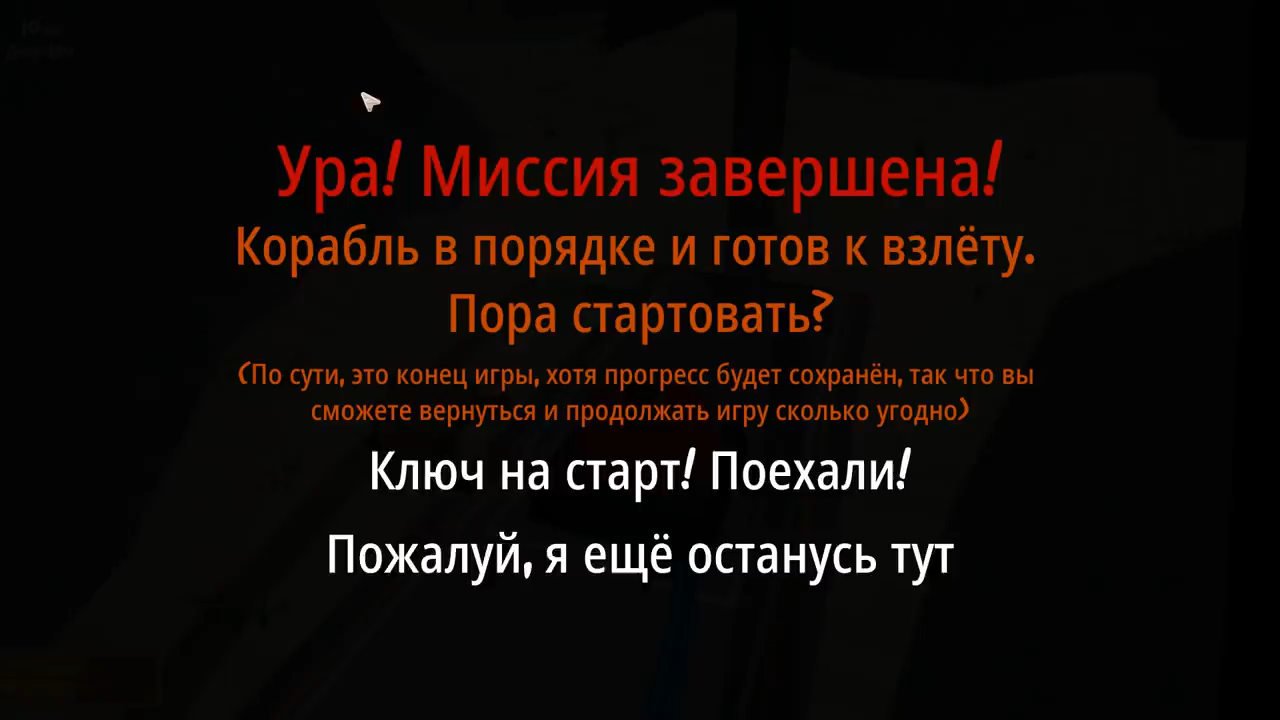 Ура! Миссия завершена!
Корабль в порядке и готов к взлёту.
Пора стартовать?
(По сути, это конец игры, хотя прогресс будет сохранён, так что вы
сможете вернуться и продолжать игру сколько угодно)
Ключ на старт! Поехали!
Пожалуй, я ещё останусь тут